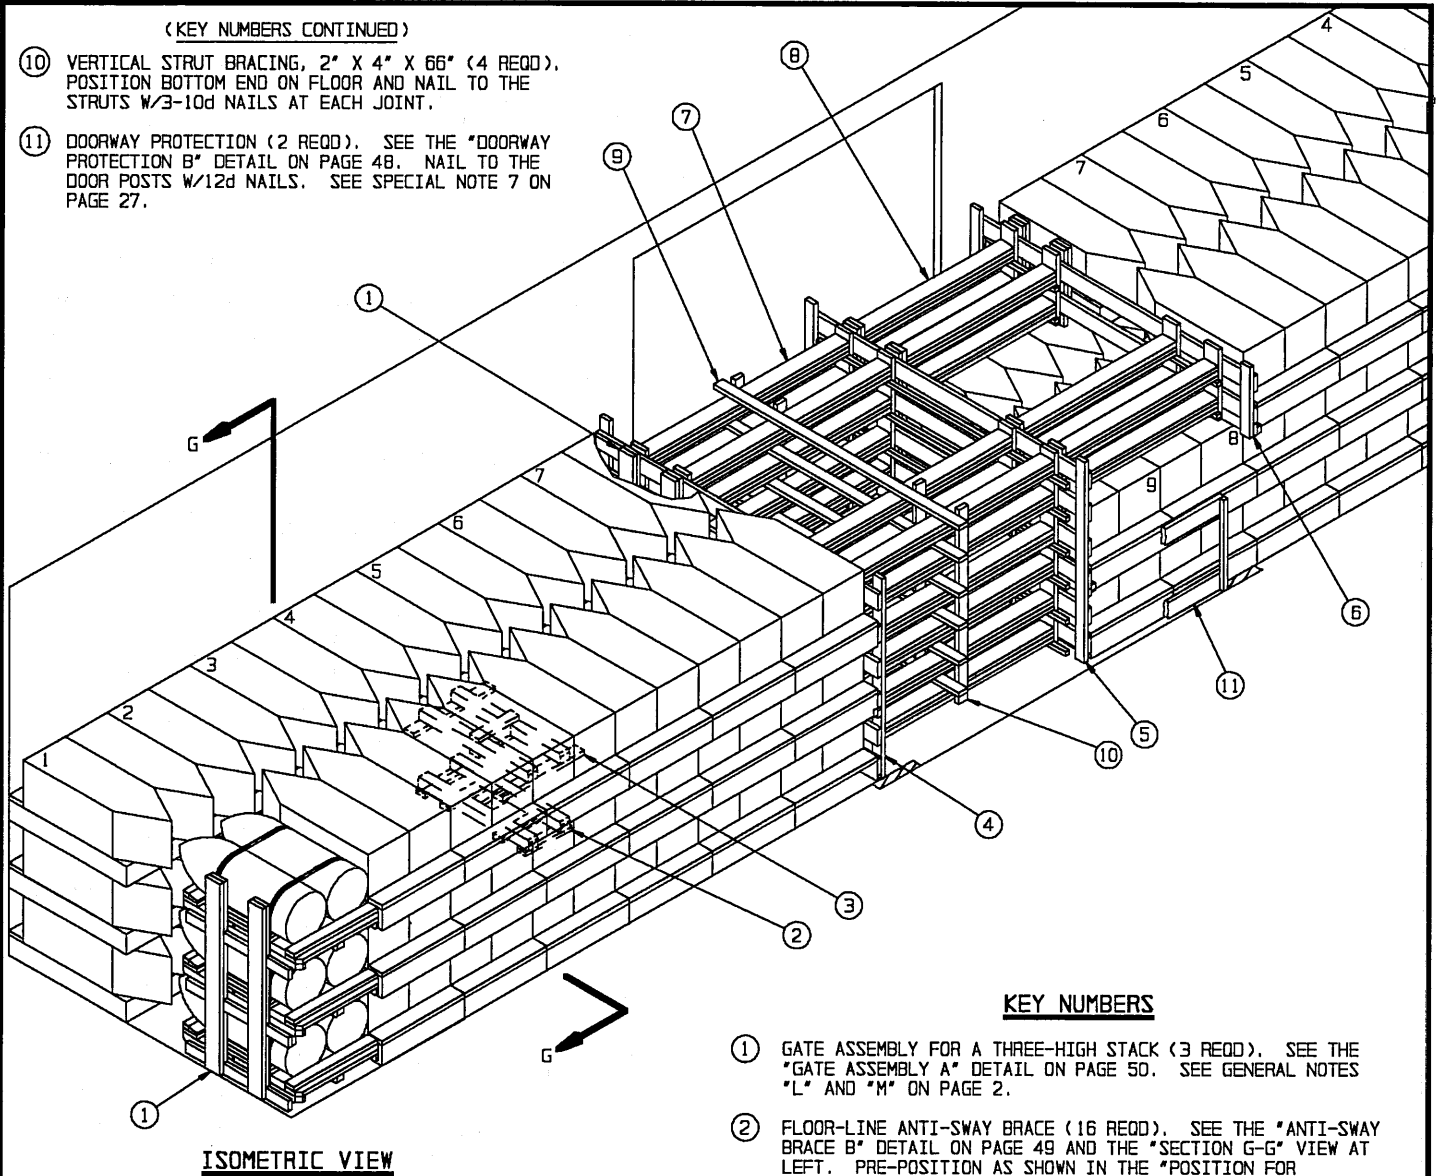 (KEY NUMBERS CONTINUED)
10 VERTICAL STRUT BRACING, 2" X 4" X 66" (4 REQD).
POSITION BOTTOM END ON FLOOR AND NAIL TO THE
STRUTS W/3-10d NAILS AT EACH JOINT.
11 DOORWAY PROTECTION (2 REQD). SEE THE "DOORWAY
PROTECTION B" DETAIL ON PAGE 48. NAIL TO THE
DOOR POSTS W/12d NAILS. SEE SPECIAL NOTE 7 ON
PAGE 27.
4
5
6
7
8
7
9
1
8
9
G
7
6
5
4
3
2
1
6
11
5
10
4
3
2
G
1
ISOMETRIC VIEW
KEY NUMBERS
1 GATE ASSEMBLY FOR A THREE-HIGH STACK (3 REQD). SEE THE
"GATE ASSEMBLY A" DETAIL ON PAGE 50. SEE GENERAL NOTES
"L" AND "M" ON PAGE 2.
2 FLOOR-LINE ANTI-SWAY BRACE (16 REQD). SEE THE "ANTI-SWAY
BRACE B" DETAIL ON PAGE 49 AND THE "SECTION G-G" VIEW AT
LEFT. PRE-POSITION AS SHOWN IN THE "POSITION FOR